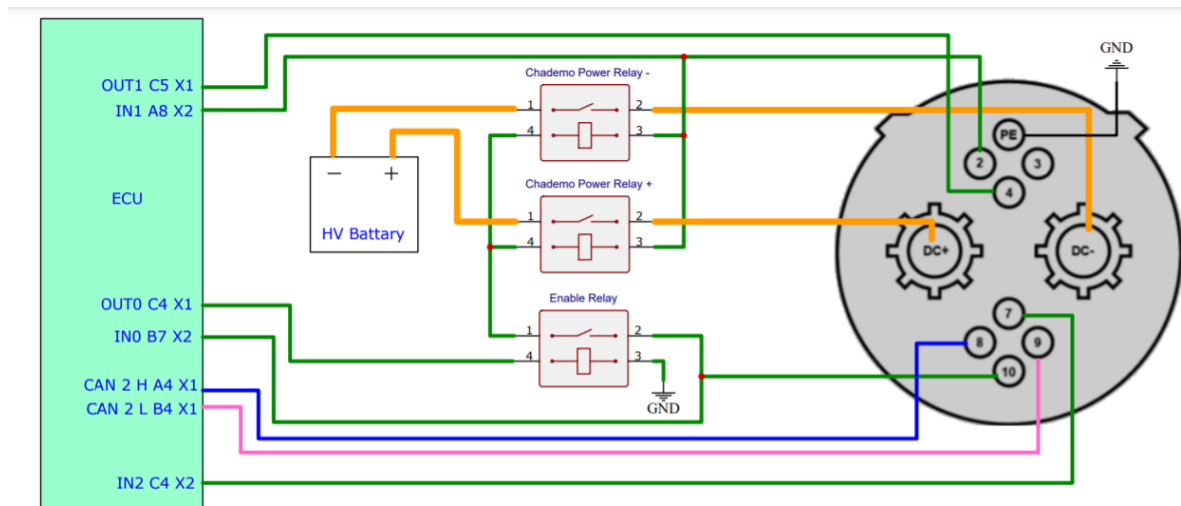 GND
Chademo Power Relay -
OUT1 C5 X1
IN1 A8 X2
1
2
4
3
PE
2
3
4
ECU
-
+
HV Battary
Chademo Power Relay +
1
2
4
3
DC+
DC-
Enable Relay
OUT0 C4 X1
IN0 B7 X2
1
2
4
3
GND
7
8
9
10
CAN 2 H A4 X1
CAN 2 L B4 X1
IN2 C4 X2